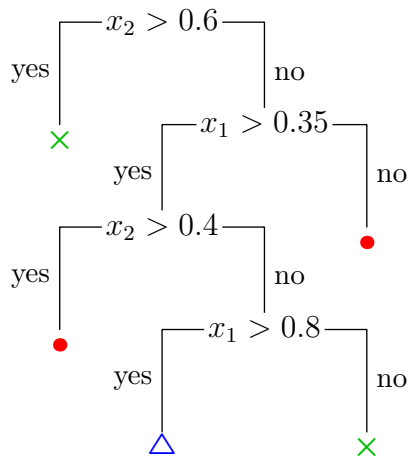 x₂ > 0.6
yes
no
x₁ > 0.35
yes
no
x₂ > 0.4
yes
no
x₁ > 0.8
yes
no